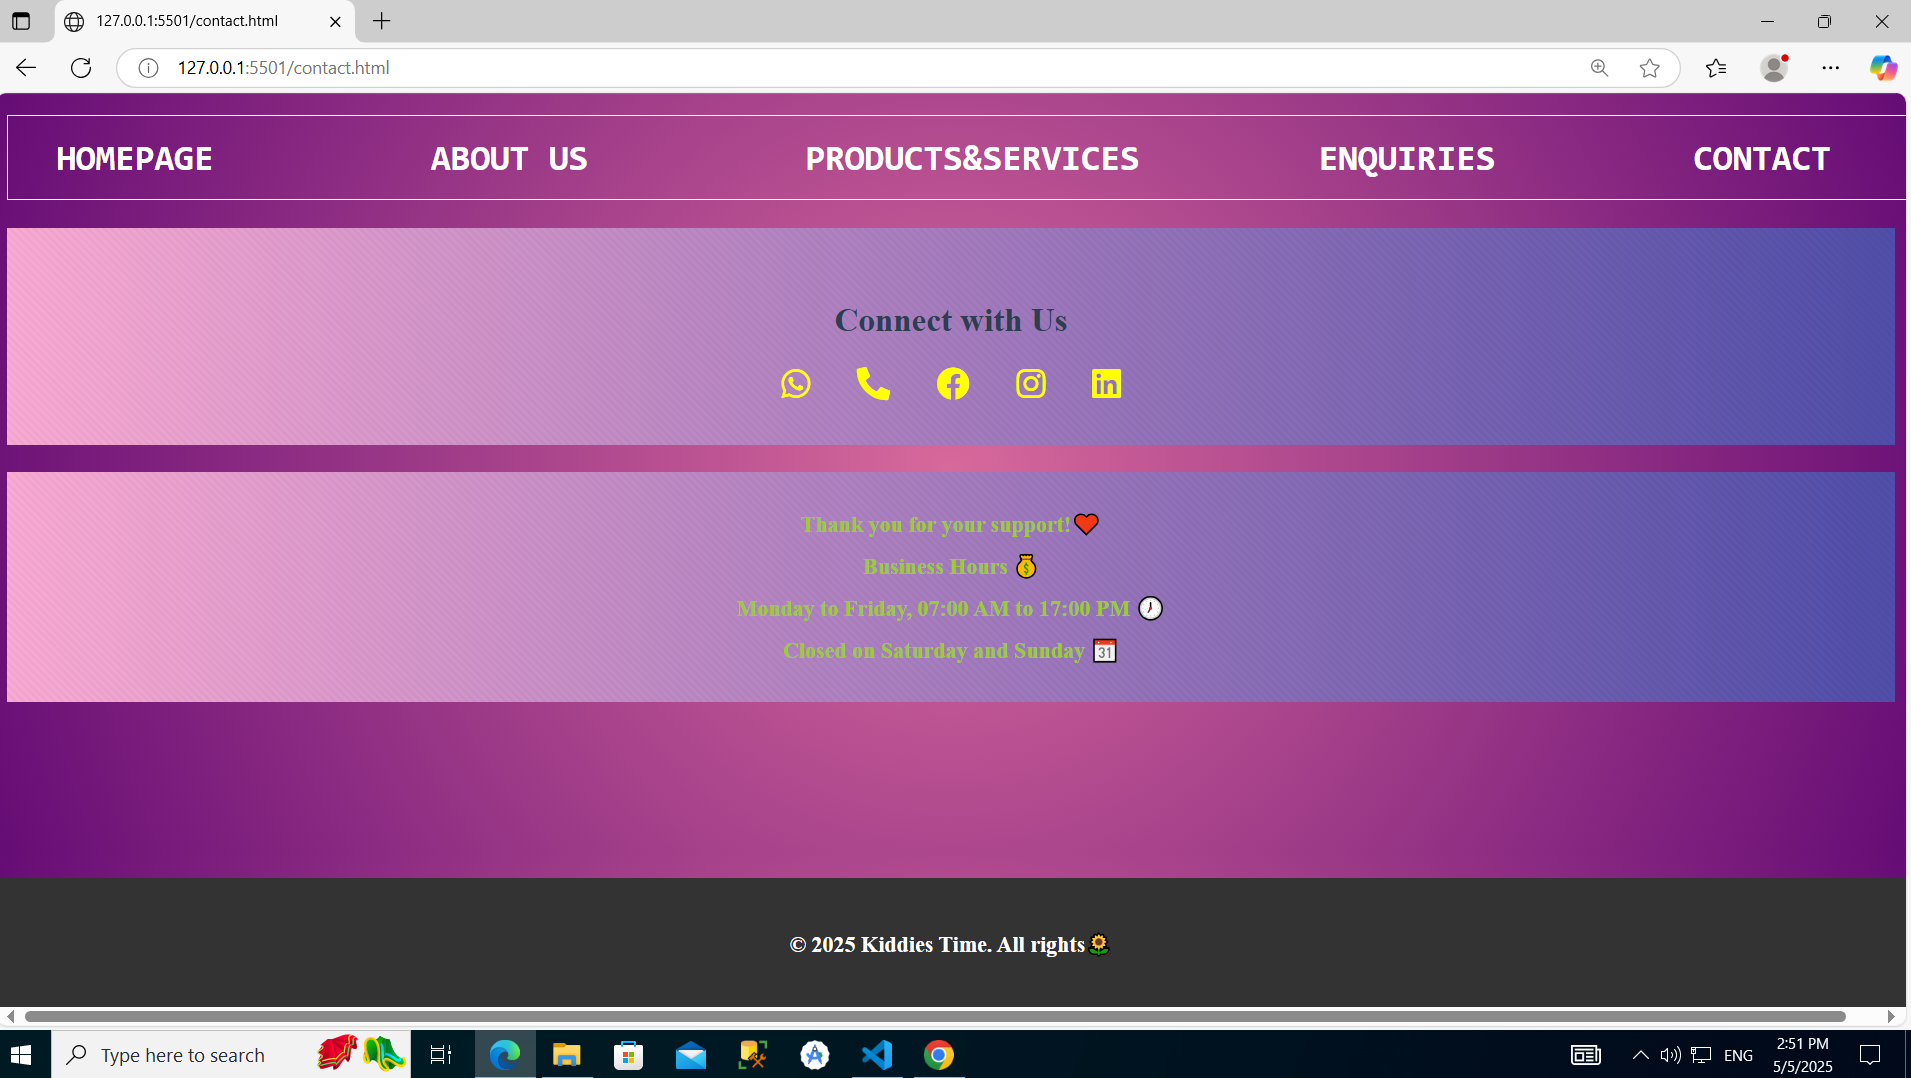 127.0.0.1:5501/contact.html
127.0.0.1:5501/contact.html
HOMEPAGE ABOUT US PRODUCTS&SERVICES ENQUIRIES CONTACT
Connect with Us
Thank you for your support!❤️
Business Hours 💰
Monday to Friday, 07:00 AM to 17:00 PM 🕖
Closed on Saturday and Sunday 📅
31
© 2025 Kiddies Time. All rights🌻
Type here to search
ENG
2:51 PM
5/5/2025